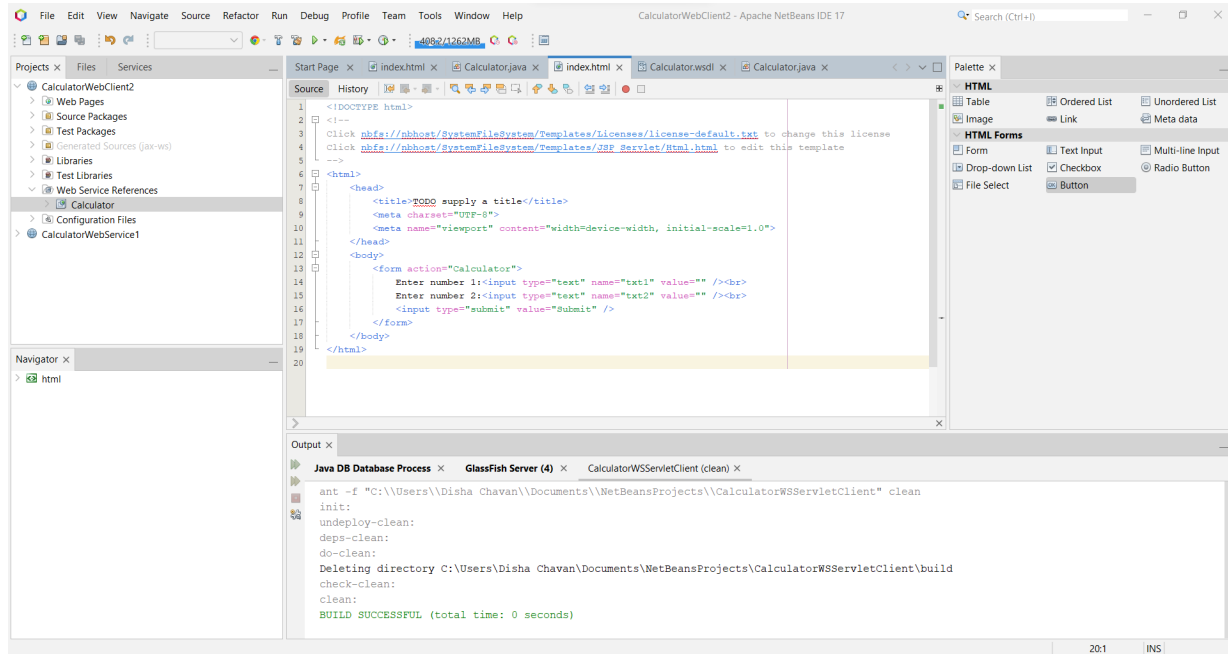 File Edit View Navigate Source Refactor Run Debug Profile Team Tools Window Help CalculatorWebClient2 - Apache NetBeans IDE 17 Search (Ctrl+I)
408.2/1262MB
Projects Files Services
CalculatorWebClient2
Web Pages
Source Packages
Test Packages
Generated Sources (jax-ws)
Libraries
Test Libraries
Web Service References
Calculator
Configuration Files
CalculatorWebService1
Navigator
html
Start Page index.html Calculator.java index.html Calculator.wsdl Calculator.java
Source History
1 <!DOCTYPE html>
2 <!--
3 Click nbfs://nbhost/SystemFileSystem/Templates/Licenses/license-default.txt to change this license
4 Click nbfs://nbhost/SystemFileSystem/Templates/JSP_Servlet/Html.html to edit this template
5 -->
6 <html>
7 <head>
8 <title>TODO supply a title</title>
9 <meta charset="UTF-8">
10 <meta name="viewport" content="width=device-width, initial-scale=1.0">
11 </head>
12 <body>
13 <form action="Calculator">
14 Enter number 1:<input type="text" name="txt1" value="" /><br>
15 Enter number 2:<input type="text" name="txt2" value="" /><br>
16 <input type="submit" value="Submit" />
17 </form>
18 </body>
19 </html>
20
Palette
HTML
Table Ordered List Unordered List
Image Link Meta data
HTML Forms
Form Text Input Multi-line Input
Drop-down List Checkbox Radio Button
File Select Button
Output
Java DB Database Process GlassFish Server (4) CalculatorWSServletClient (clean)
ant -f "C:\\Users\\Disha Chavan\\Documents\\NetBeansProjects\\CalculatorWSServletClient" clean
init:
undeploy-clean:
deps-clean:
do-clean:
Deleting directory C:\Users\Disha Chavan\Documents\NetBeansProjects\CalculatorWSServletClient\build
check-clean:
clean:
BUILD SUCCESSFUL (total time: 0 seconds)
20:1 INS